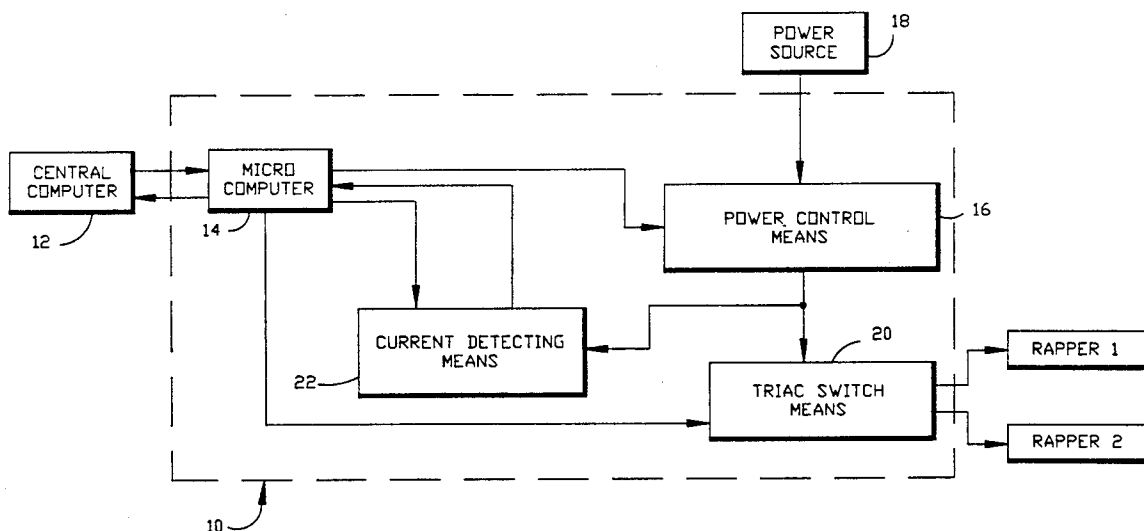 POWER
SOURCE
18
CENTRAL
COMPUTER
12
MICRO
COMPUTER
14
POWER CONTROL
MEANS
16
CURRENT DETECTING
MEANS
22
20
TRIAC SWITCH
MEANS
RAPPER 1
RAPPER 2
10